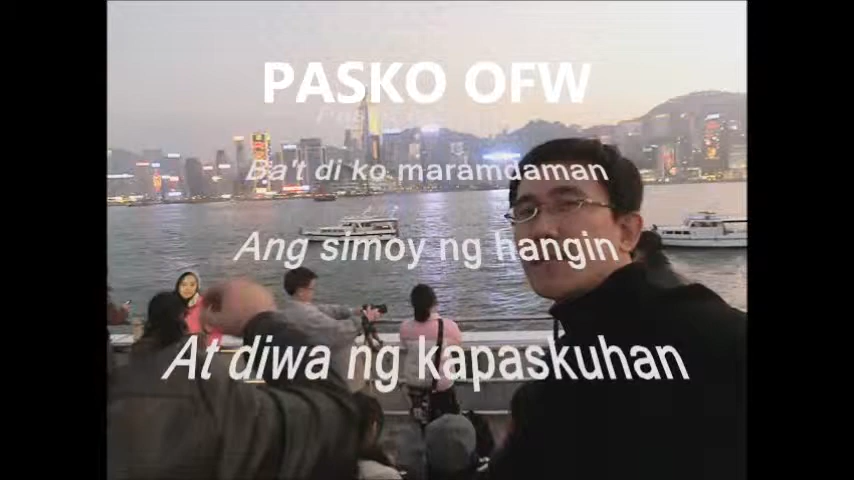 PASKO OFW
Ba't di ko maramdaman
Ang simoy ng hangin
At diwa ng kapaskuhan